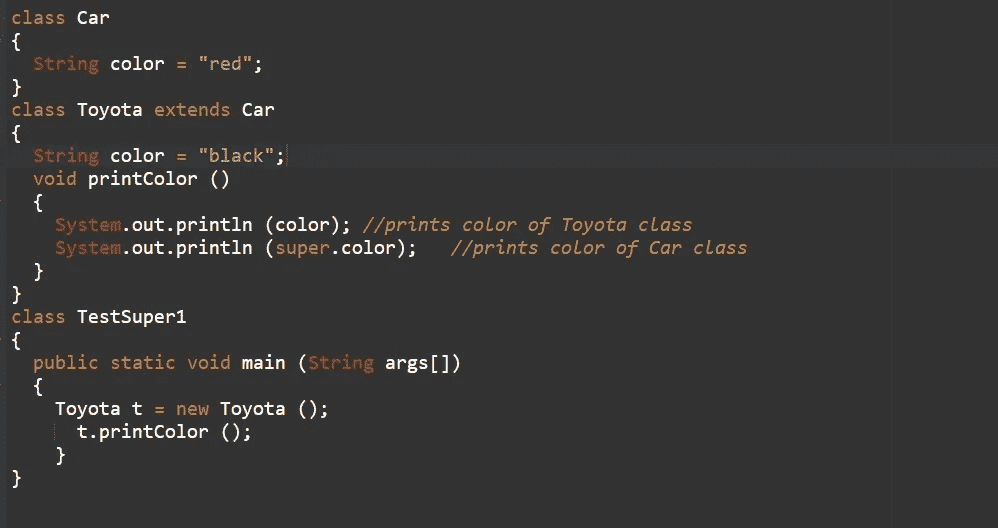 class Car
{
  String color = "red";
}
class Toyota extends Car
{
  String color = "black";
  void printColor ()
  {
    System.out.println (color); //prints color of Toyota class
    System.out.println (super.color);   //prints color of Car class
  }
}
class TestSuper1
{
  public static void main (String args[])
  {
    Toyota t = new Toyota ();
      t.printColor ();
    }
}